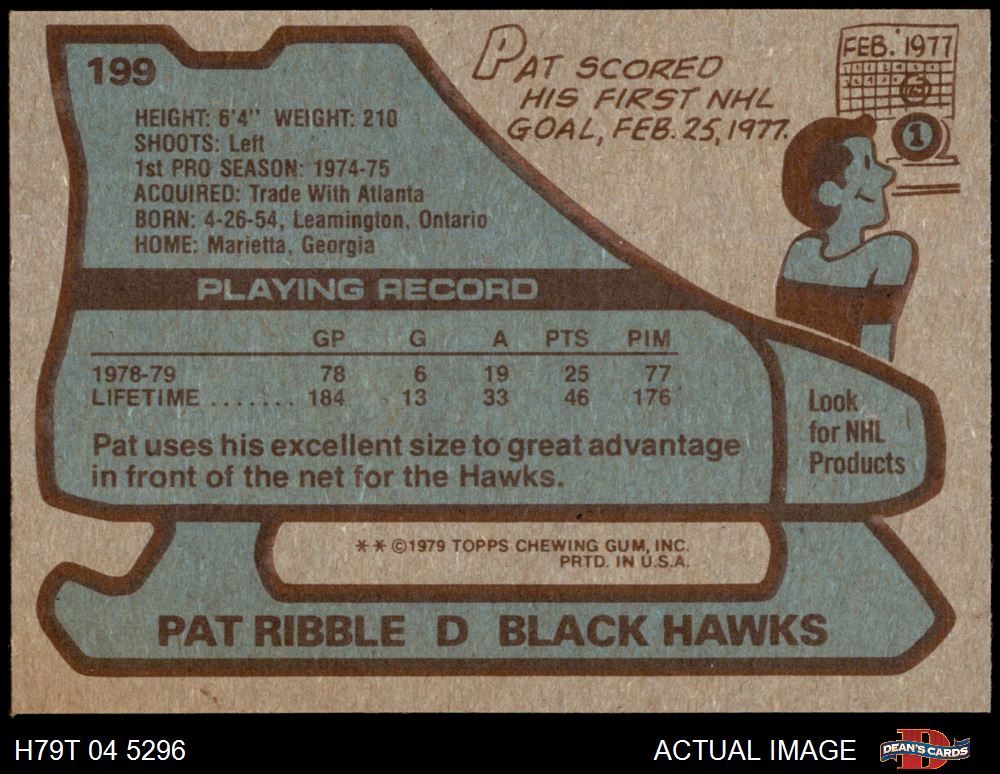 199
HEIGHT: 6'4" WEIGHT: 210
SHOOTS: Left
1st PRO SEASON: 1974-75
ACQUIRED: Trade With Atlanta
BORN: 4-26-54, Leamington, Ontario
HOME: Marietta, Georgia
PAT SCORED
HIS FIRST NHL
GOAL, FEB. 25, 1977.
FEB. 1977
25
1
PLAYING RECORD
GP G A PTS PIM
1978-79 78 6 19 25 77
LIFETIME ....... 184 13 33 46 176
Pat uses his excellent size to great advantage
in front of the net for the Hawks.
Look
for NHL
Products
* * ©1979 TOPPS CHEWING GUM, INC.
PRTD. IN U.S.A.
PAT RIBBLE D BLACK HAWKS
H79T 04 5296
ACTUAL IMAGE
DEAN'S CARDS